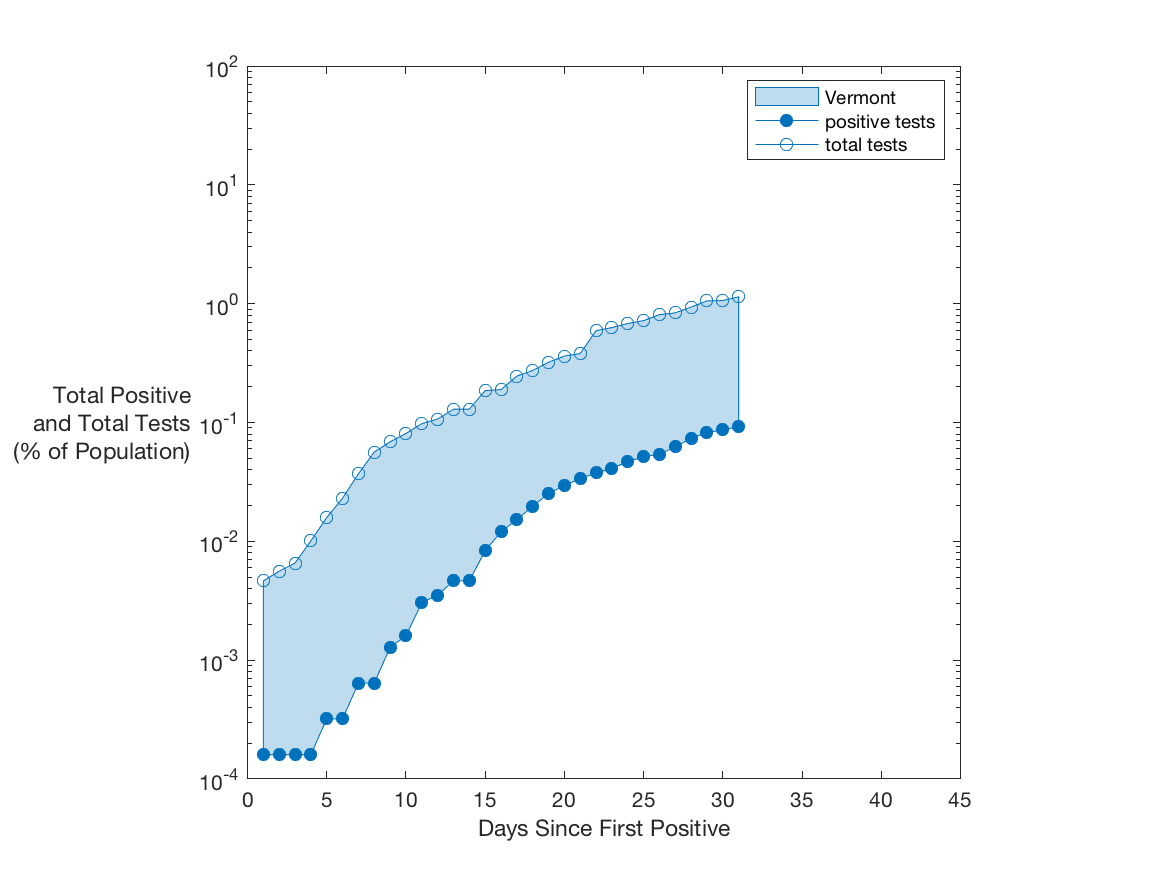 10^2
10^1
10^0
10^-1
10^-2
10^-3
10^-4
Total Positive
and Total Tests
(% of Population)
Vermont
positive tests
total tests
0 5 10 15 20 25 30 35 40 45
Days Since First Positive